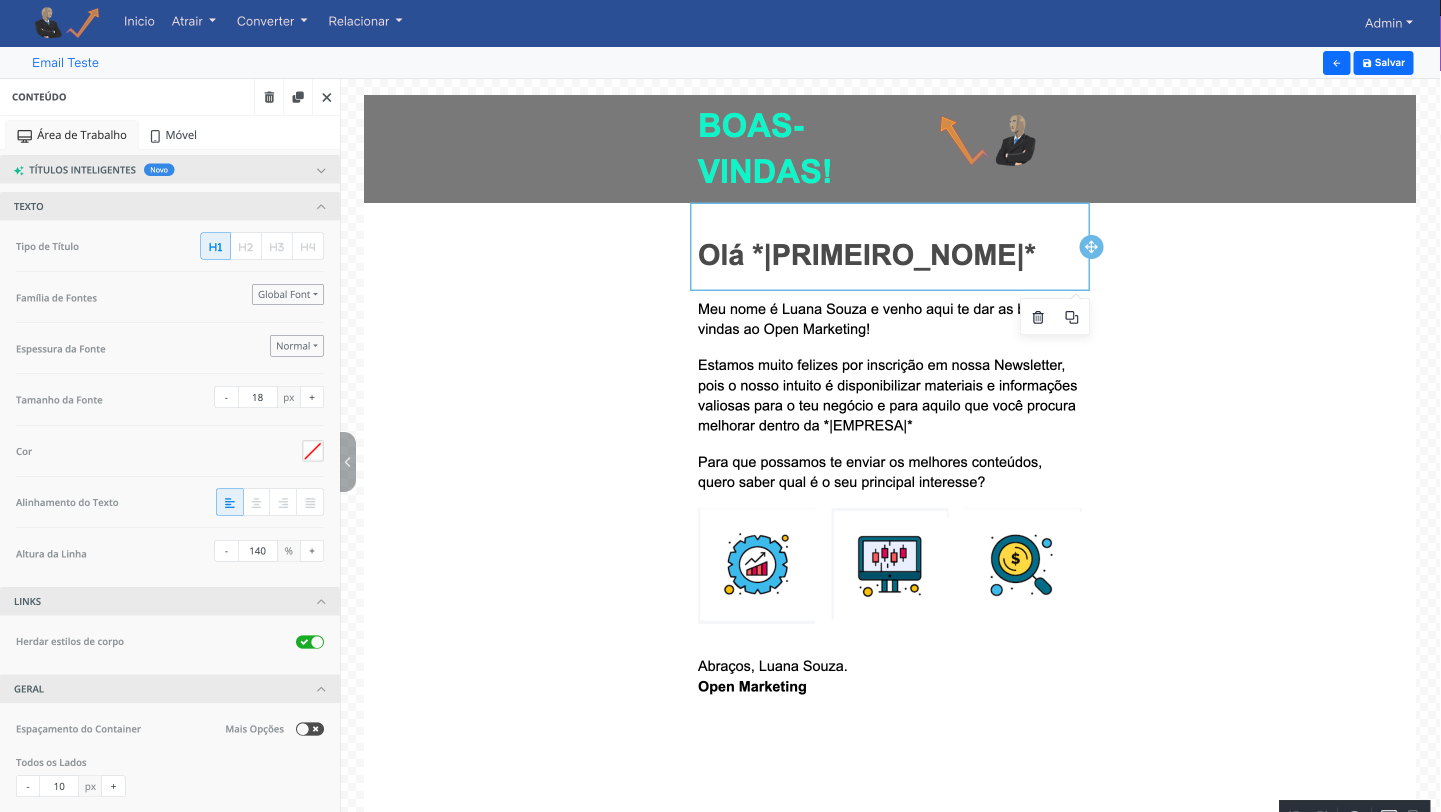 Inicio Atrair Converter Relacionar Admin
Email Teste Salvar
CONTEÚDO
Área de Trabalho Móvel
TÍTULOS INTELIGENTES Novo
TEXTO
Tipo de Título H1 H2 H3 H4
Família de Fontes Global Font
Espessura da Fonte Normal
Tamanho da Fonte - 18 px +
Cor
Alinhamento do Texto
Altura da Linha - 140 % +
LINKS
Herdar estilos de corpo
GERAL
Espaçamento do Container Mais Opções
Todos os Lados
- 10 px +
BOAS-
VINDAS!
Olá *|PRIMEIRO_NOME|*
Meu nome é Luana Souza e venho aqui te dar as
vindas ao Open Marketing!
Estamos muito felizes por inscrição em nossa Newsletter,
pois o nosso intuito é disponibilizar materiais e informações
valiosas para o teu negócio e para aquilo que você procura
melhorar dentro da *|EMPRESA|*
Para que possamos te enviar os melhores conteúdos,
quero saber qual é o seu principal interesse?
$
Abraços, Luana Souza.
Open Marketing